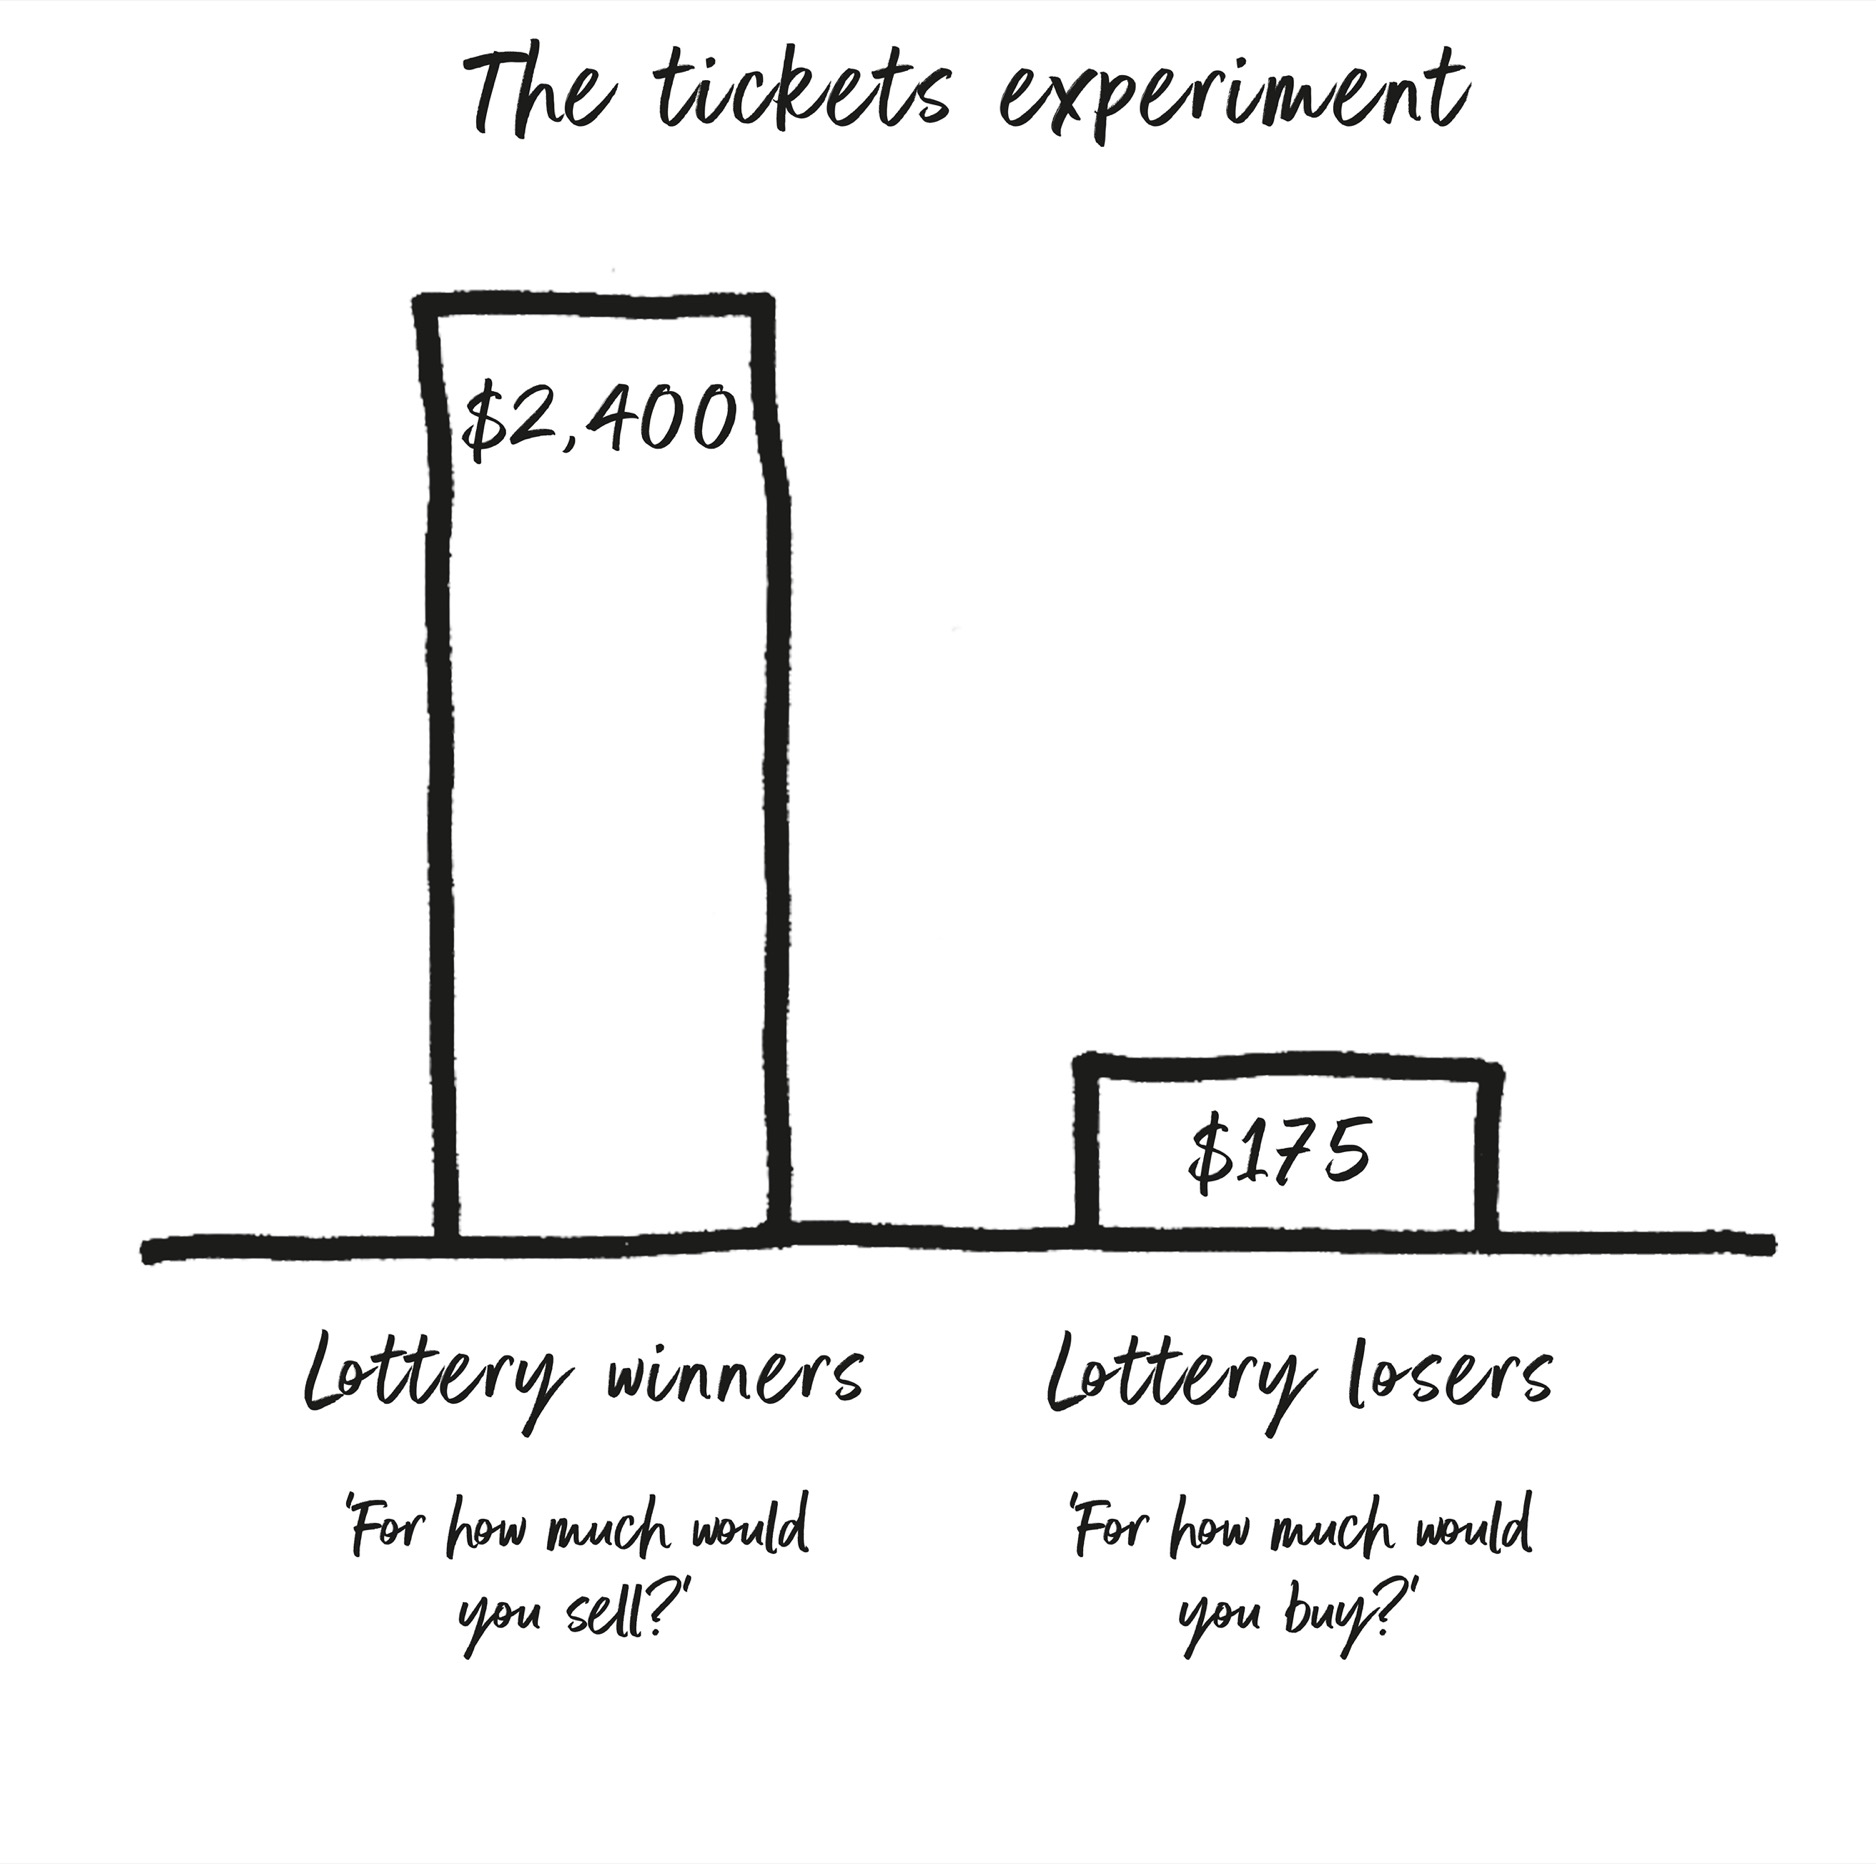 The tickets experiment
$2,400
$175
Lottery winners
Lottery losers
'For how much would
you sell?'
'For how much would
you buy?'